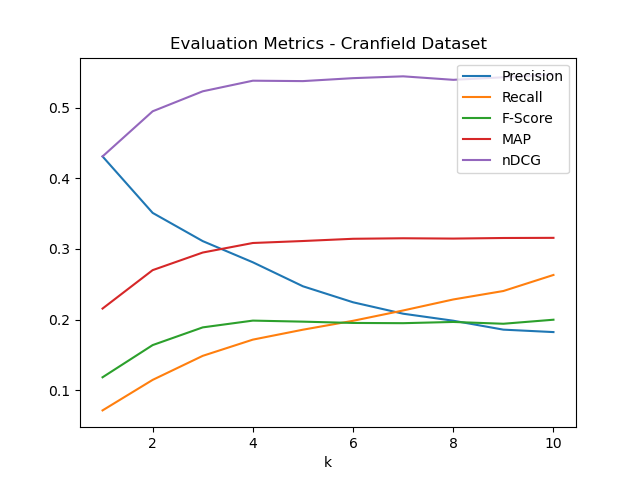 Evaluation Metrics - Cranfield Dataset
Precision
Recall
F-Score
MAP
nDCG
0.5
0.4
0.3
0.2
0.1
2
4
6
8
10
k